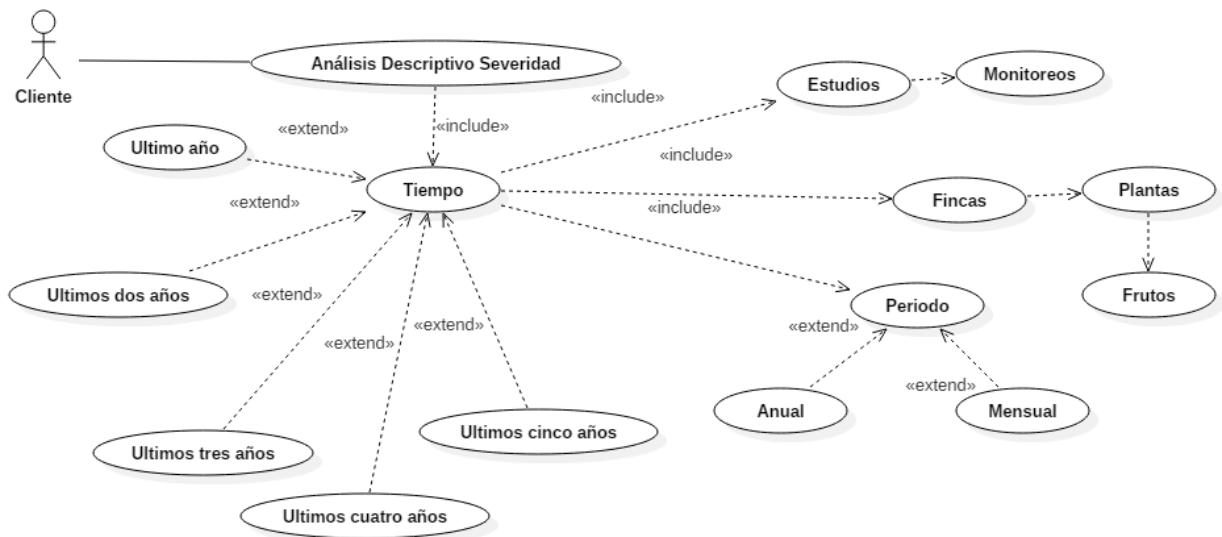 Cliente
Análisis Descriptivo Severidad
Estudios
Monitoreos
«include»
«extend»
«include»
Ultimo año
«include»
Tiempo
Plantas
«extend»
«include»
Fincas
Ultimos dos años
«extend»
Frutos
Periodo
«extend»
«extend»
«extend»
«extend»
Anual
Mensual
Ultimos tres años
Ultimos cinco años
Ultimos cuatro años